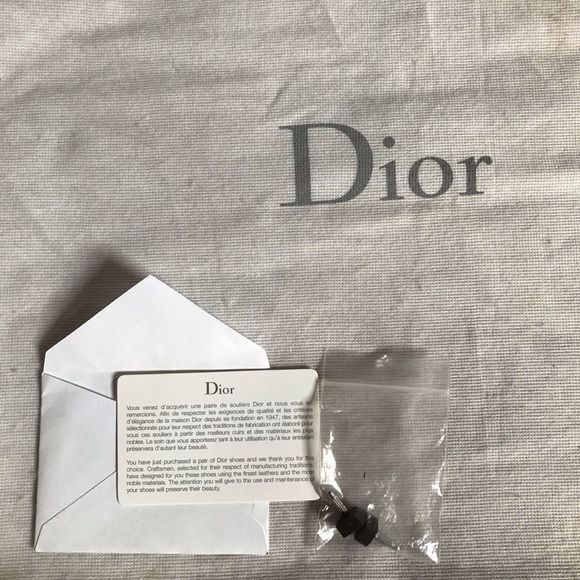 Dior
Dior
Vous venez d'acquérir une paire de souliers Dior et nous vous en
remercions. Afin de respecter les exigences de qualité et les critères
d'élégance de la maison Dior depuis sa fondation en 1947, des artisans
sélectionnés pour leur respect des traditions de fabrication ont élaboré pour
vous ces souliers à partir des meilleurs cuirs et des matériaux les plus
nobles. Le soin que vous apporterez tant à leur utilisation qu'à leur entretien
préservera d'autant leur beauté.
You have just purchased a pair of Dior shoes and we thank you for this
choice. Craftsmen, selected for their respect of manufacturing traditions,
have designed for you these shoes using the finest leathers and the most
noble materials. The attention you will give to the use and maintenance of
your shoes will preserve their beauty.